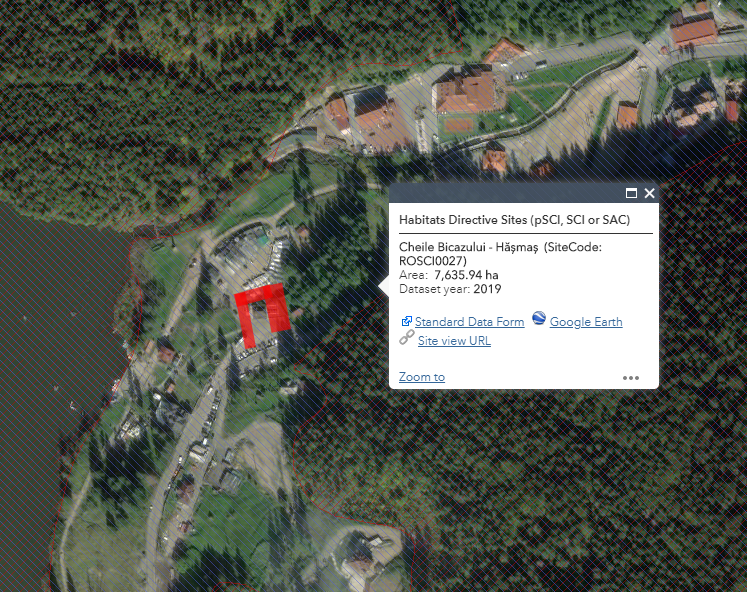 Habitats Directive Sites (pSCI, SCI or SAC)
Cheile Bicazului - Hășmaș (SiteCode:
ROSCI0027)
Area: 7,635.94 ha
Dataset year: 2019
Standard Data Form Google Earth
Site view URL
Zoom to